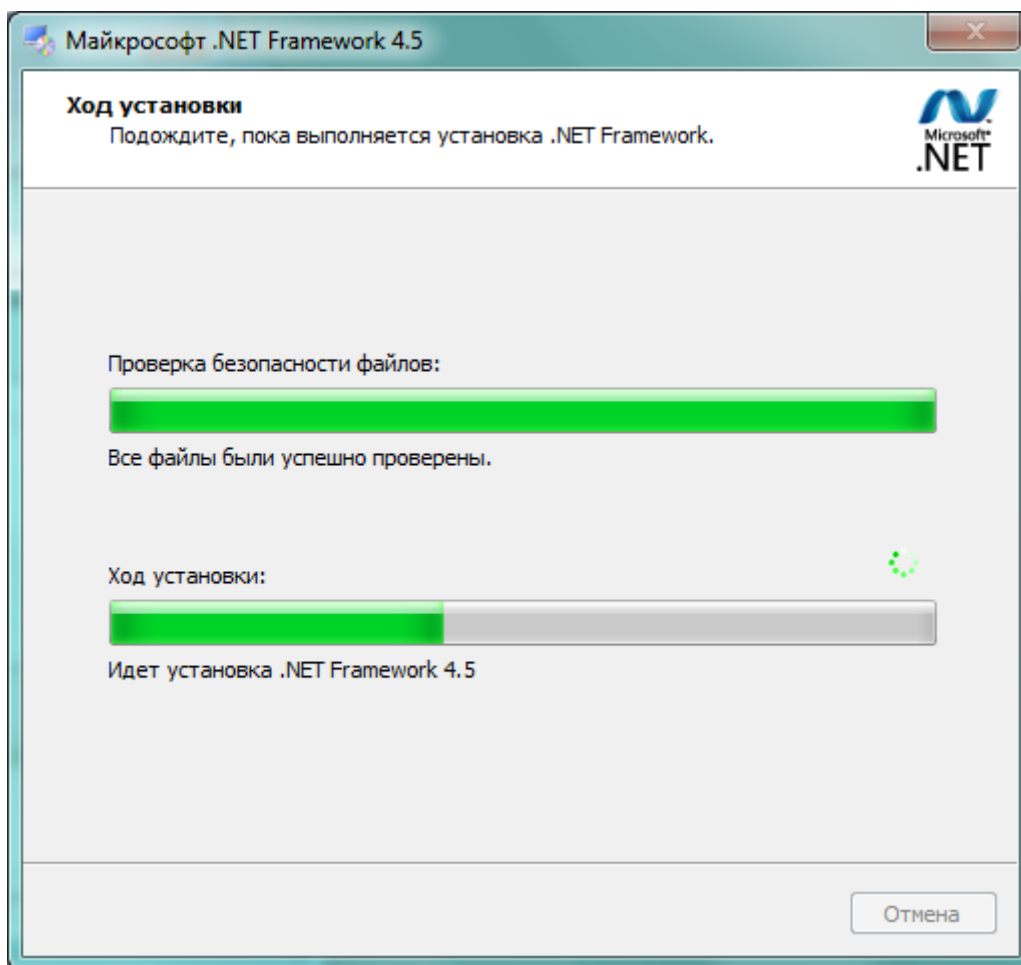 Майкрософт .NET Framework 4.5
Ход установки
Подождите, пока выполняется установка .NET Framework.
Microsoft
.NET
Проверка безопасности файлов:
Все файлы были успешно проверены.
Ход установки:
Идет установка .NET Framework 4.5
Отмена